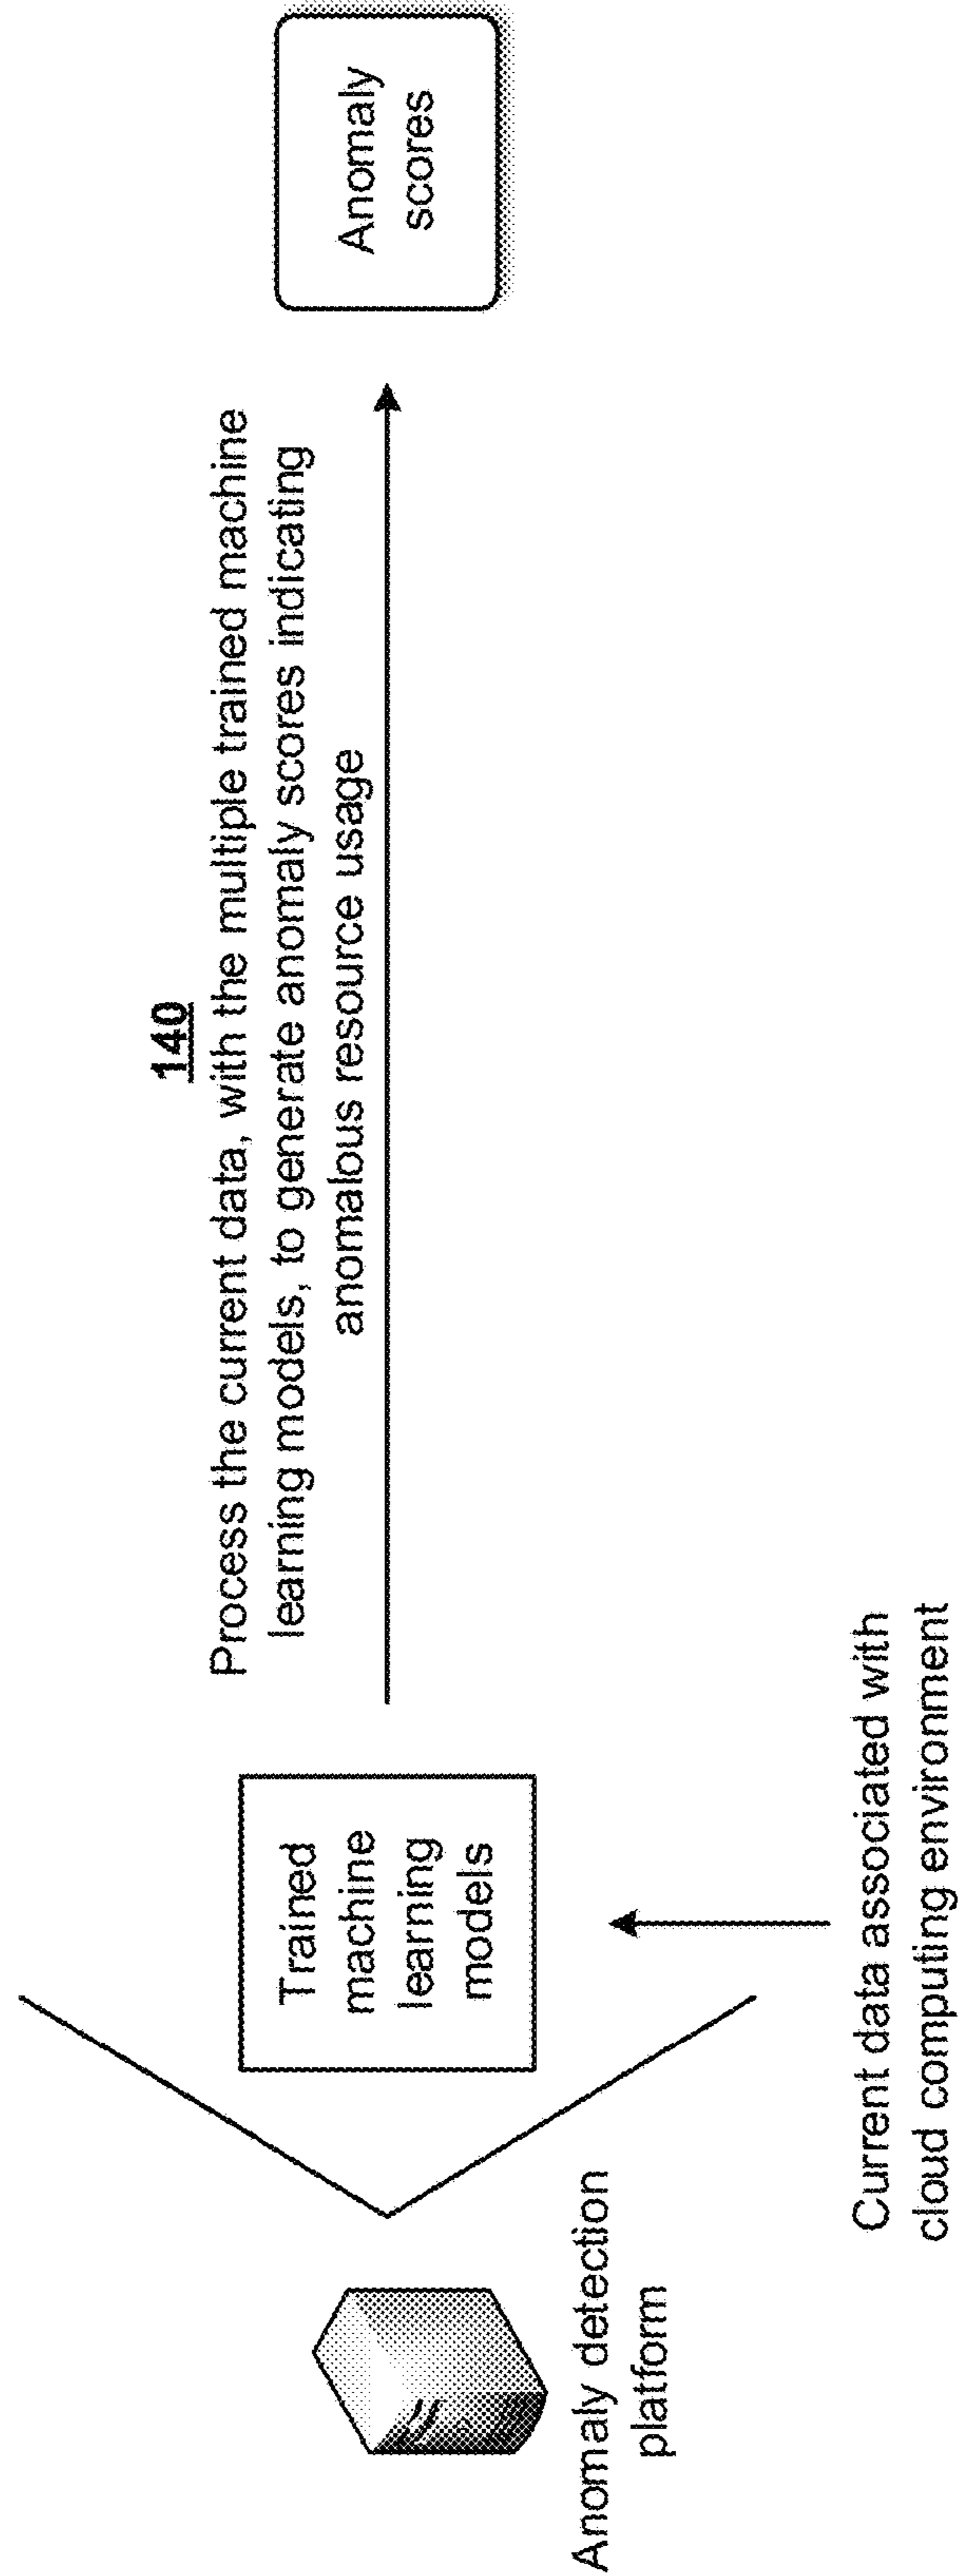 140
Process the current data, with the multiple trained machine
learning models, to generate anomaly scores indicating
anomalous resource usage
Anomaly
scores
Trained
machine
learning
models
Anomaly detection
platform
Current data associated with
cloud computing environment